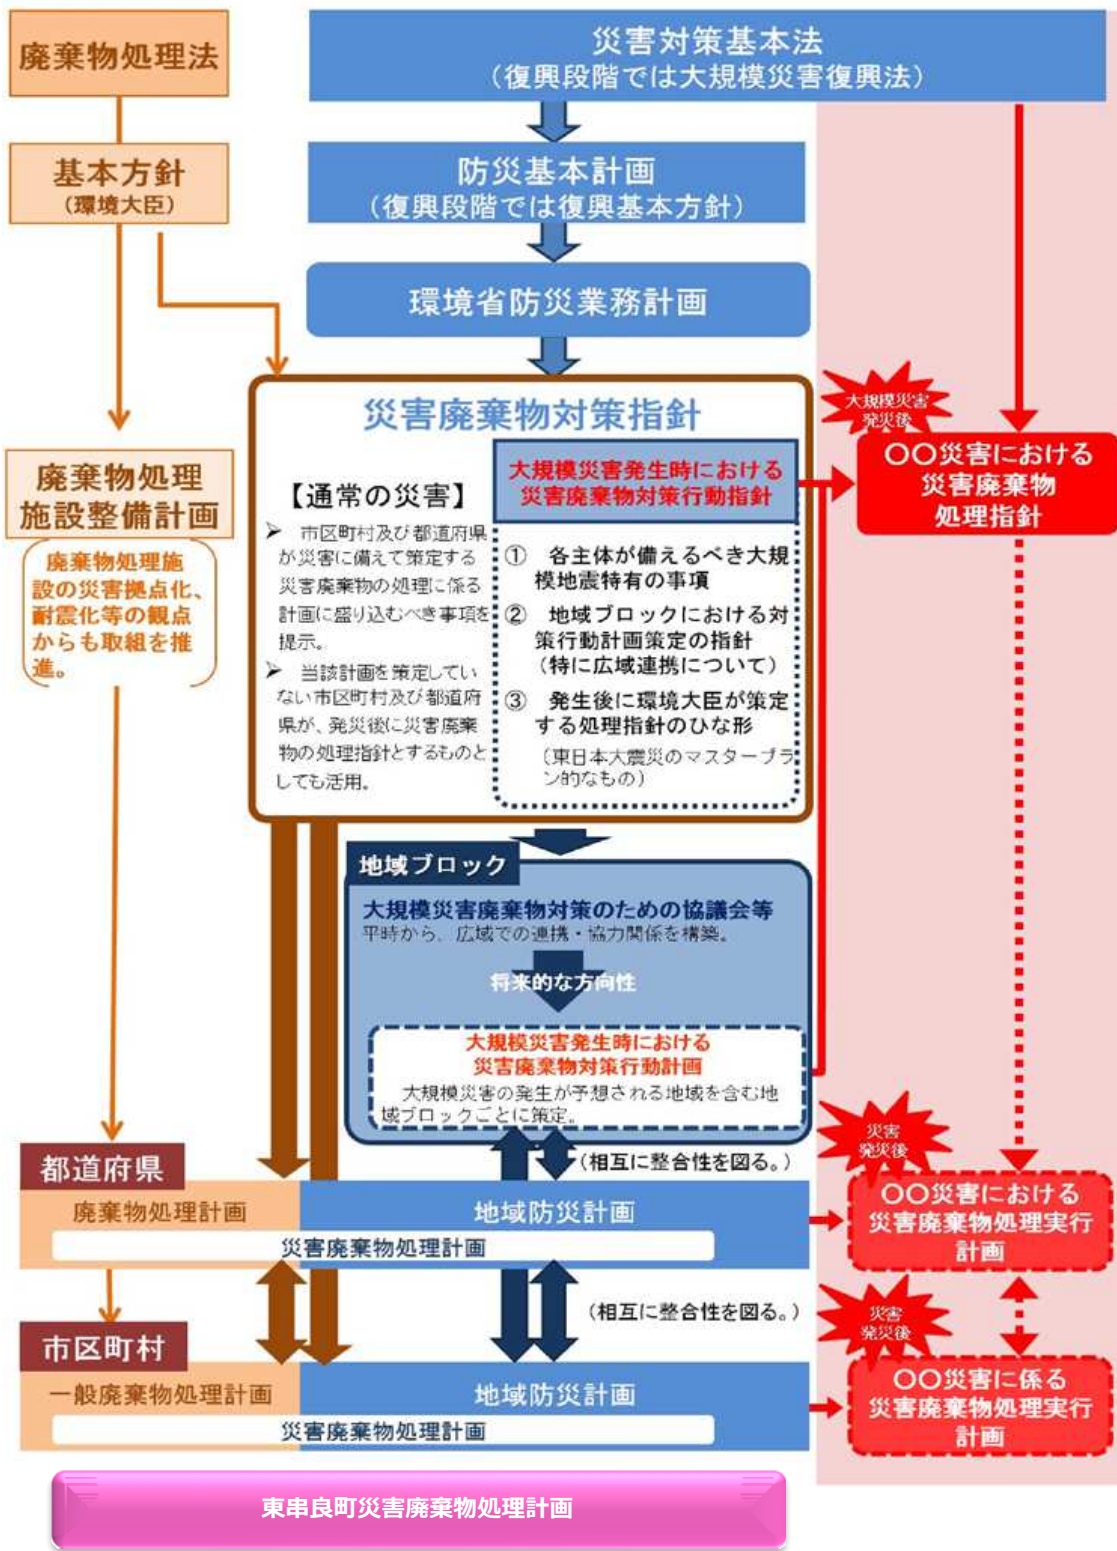 廃棄物処理法
災害対策基本法
（復興段階では大規模災害復興法）
基本方針
（環境大臣）
防災基本計画
（復興段階では復興基本方針）
環境省防災業務計画
災害廃棄物対策指針
【通常の災害】
➢ 市区町村及び都道府県
が災害に備えて策定する
災害廃棄物の処理に係る
計画に盛り込むべき事項を
提示。
➢ 当該計画を策定してい
ない市区町村及び都道府
県が、発災後に災害廃棄
物の処理指針とするものと
しても活用。
大規模災害発生時における
災害廃棄物対策行動指針
① 各主体が備えるべき大規
模地震特有の事項
② 地域ブロックにおける対
策行動計画策定の指針
（特に広域連携について）
③ 発生後に環境大臣が策定
する処理指針のひな形
（東日本大震災のマスタープラ
ン的なもの）
大規模災害
発災後
〇〇災害における
災害廃棄物
処理指針
廃棄物処理
施設整備計画
廃棄物処理施
設の災害拠点化、
耐震化等の観点
からも取組を推
進。
地域ブロック
大規模災害廃棄物対策のための協議会等
平時から、広域での連携・協力関係を構築。
将来的な方向性
大規模災害発生時における
災害廃棄物対策行動計画
大規模災害の発生が予想される地域を含む地
域ブロックごとに策定。
（相互に整合性を図る。）
都道府県
廃棄物処理計画
地域防災計画
災害廃棄物処理計画
災害
発災後
〇〇災害における
災害廃棄物処理実行
計画
（相互に整合性を図る。）
市区町村
一般廃棄物処理計画
地域防災計画
災害廃棄物処理計画
災害
発災後
〇〇災害に係る
災害廃棄物処理実行
計画
東串良町災害廃棄物処理計画